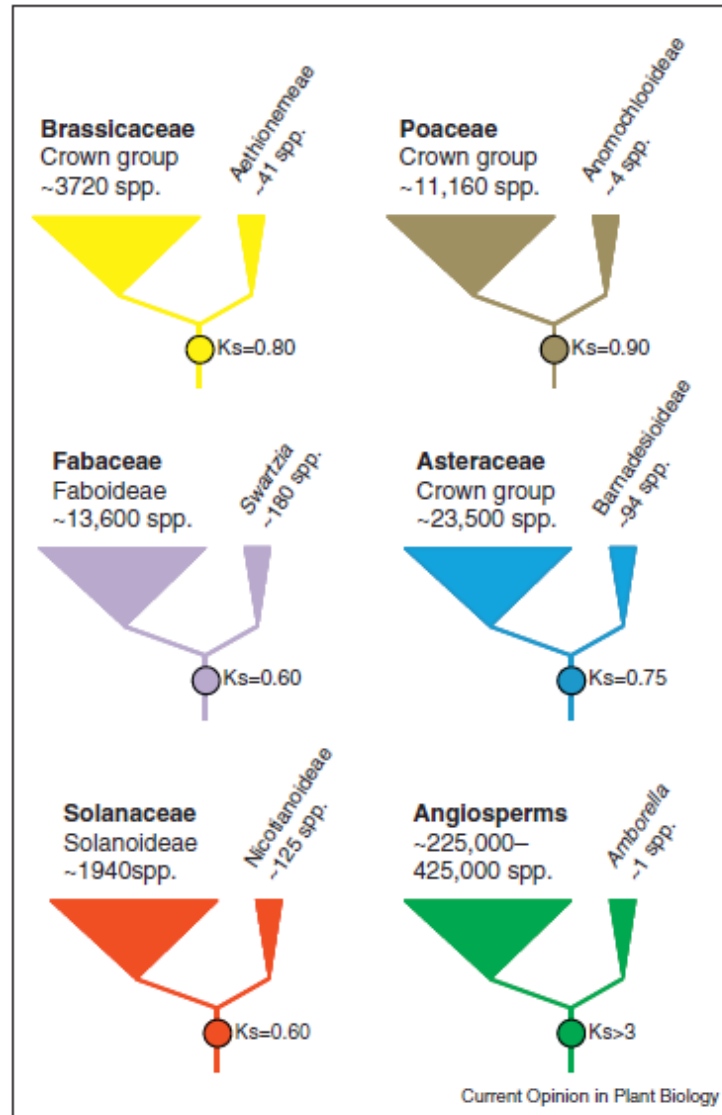 Brassicaceae
Crown group
~3720 spp.
Aethionemeae
~41 spp.
Ks=0.80
Poaceae
Crown group
~11,160 spp.
Anomochlooideae
~4 spp.
Ks=0.90
Fabaceae
Faboideae
~13,600 spp.
Swartzia
~180 spp.
Ks=0.60
Asteraceae
Crown group
~23,500 spp.
Barnadesioideae
~94 spp.
Ks=0.75
Solanaceae
Solanoideae
~1940spp.
Nicotianoideae
~125 spp.
Ks=0.60
Angiosperms
~225,000–
425,000 spp.
Amborella
~1 spp.
Ks>3
Current Opinion in Plant Biology